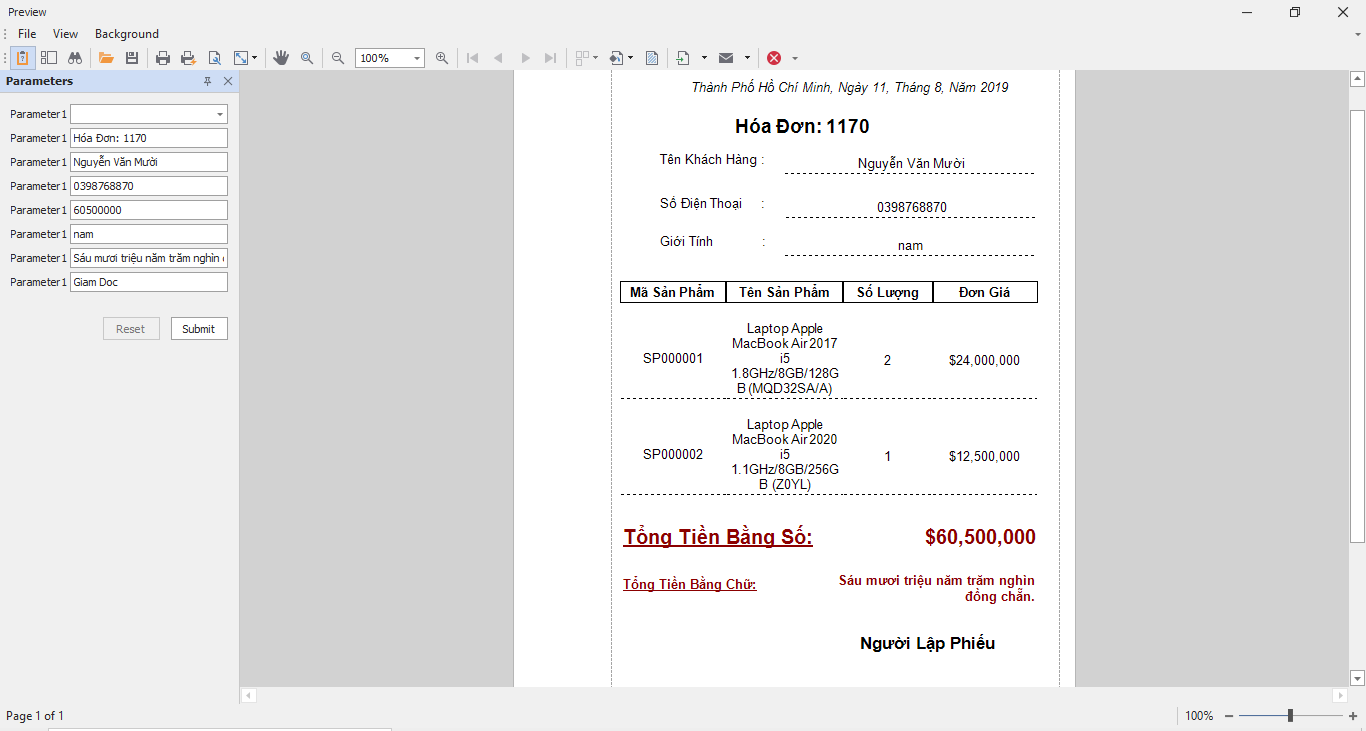 Preview
File View Background
100%
Parameters
Parameter1
Parameter1 Hóa Đơn: 1170
Parameter1 Nguyễn Văn Mười
Parameter1 0398768870
Parameter1 60500000
Parameter1 nam
Parameter1 Sáu mươi triệu năm trăm nghìn
Parameter1 Giam Doc
Reset Submit
Thành Phố Hồ Chí Minh, Ngày 11, Tháng 8, Năm 2019
Hóa Đơn: 1170
Tên Khách Hàng : Nguyễn Văn Mười
Số Điện Thoại : 0398768870
Giới Tính : nam
Mã Sản Phẩm Tên Sản Phẩm Số Lượng Đơn Giá
Laptop Apple
MacBook Air 2017
i5
SP000001 2 $24,000,000
1.8GHz/8GB/128G
B (MQD32SA/A)
Laptop Apple
MacBook Air 2020
i5
SP000002 1 $12,500,000
1.1GHz/8GB/256G
B (Z0YL)
Tổng Tiền Bằng Số: $60,500,000
Tổng Tiền Bằng Chữ: Sáu mươi triệu năm trăm nghìn
đồng chẵn.
Người Lập Phiếu
Page 1 of 1
100%